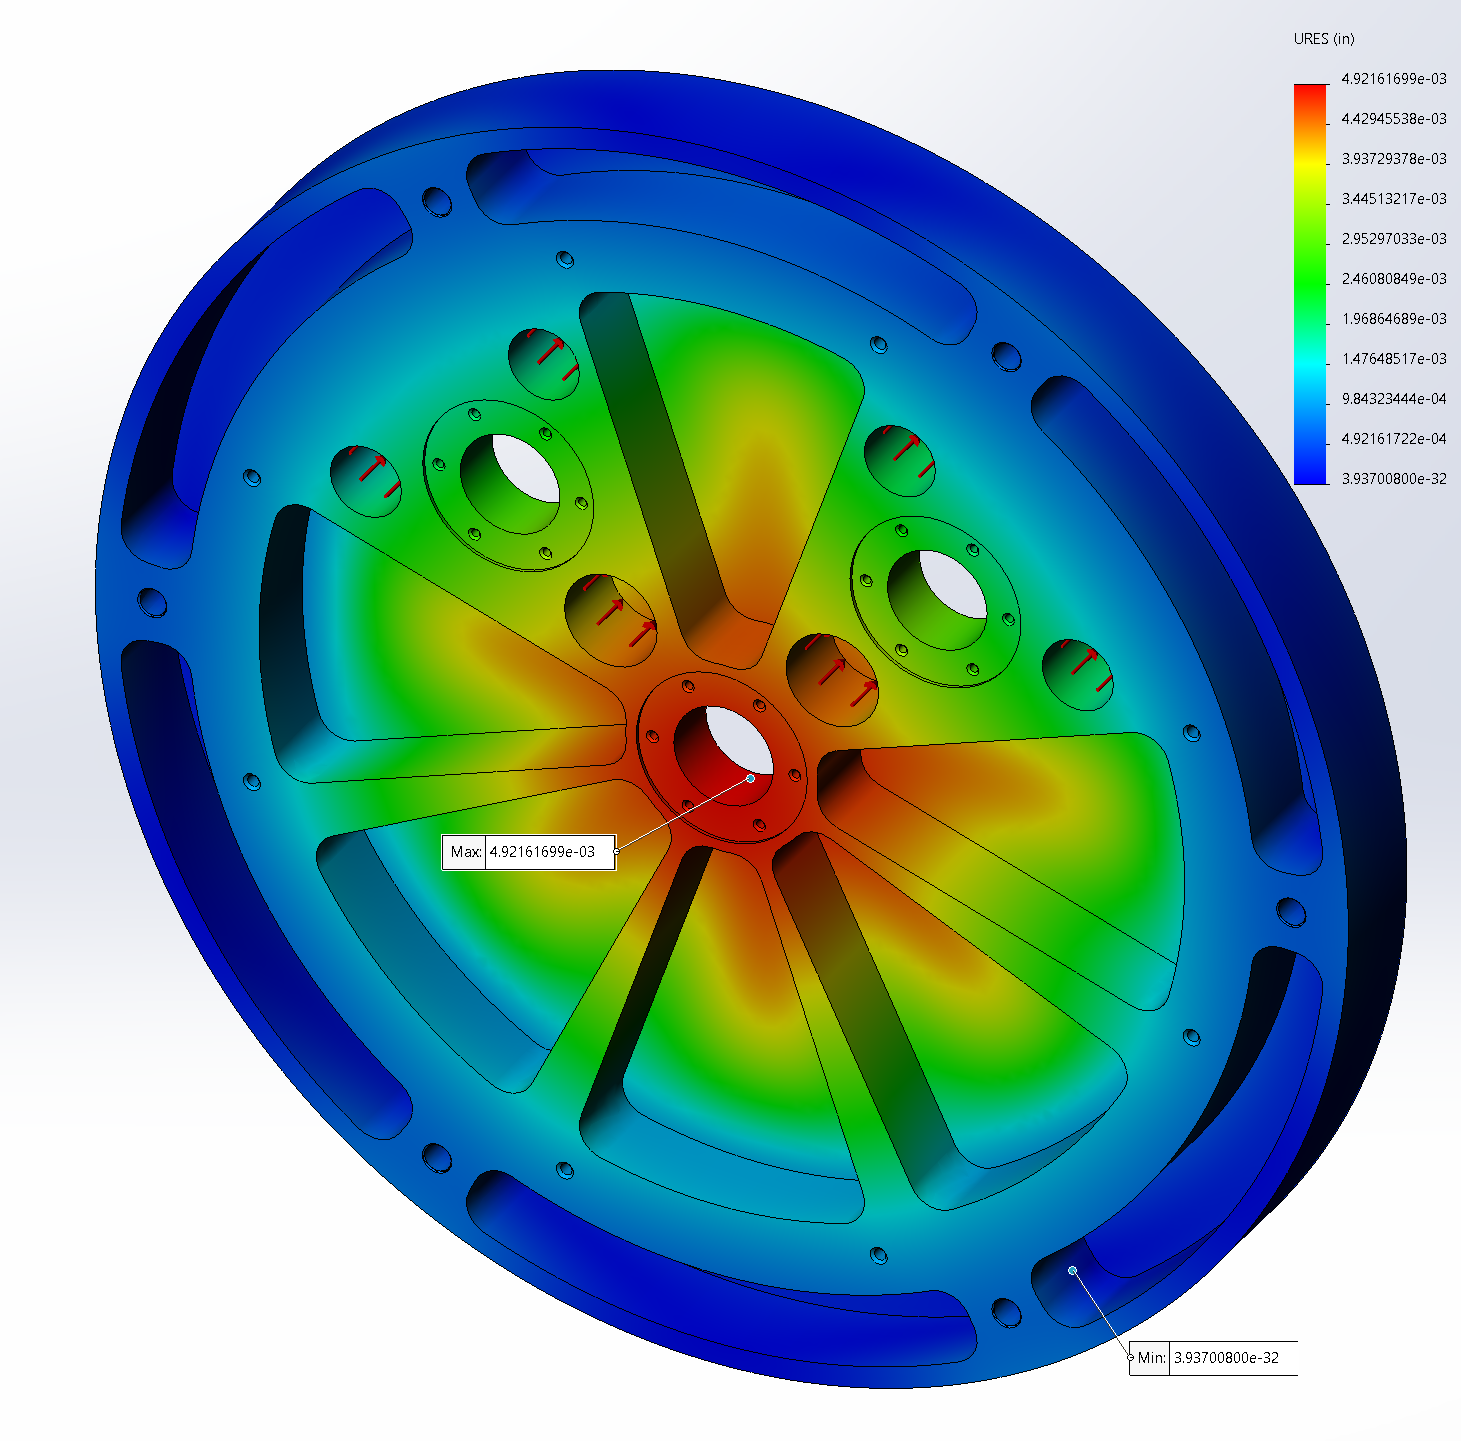 URES (in)
4.92161699e-03
4.42945538e-03
3.93729378e-03
3.44513217e-03
2.95297033e-03
2.46080849e-03
1.96864689e-03
1.47648517e-03
9.84323444e-04
4.92161722e-04
3.93700800e-32
Max: 4.92161699e-03
Min: 3.93700800e-32